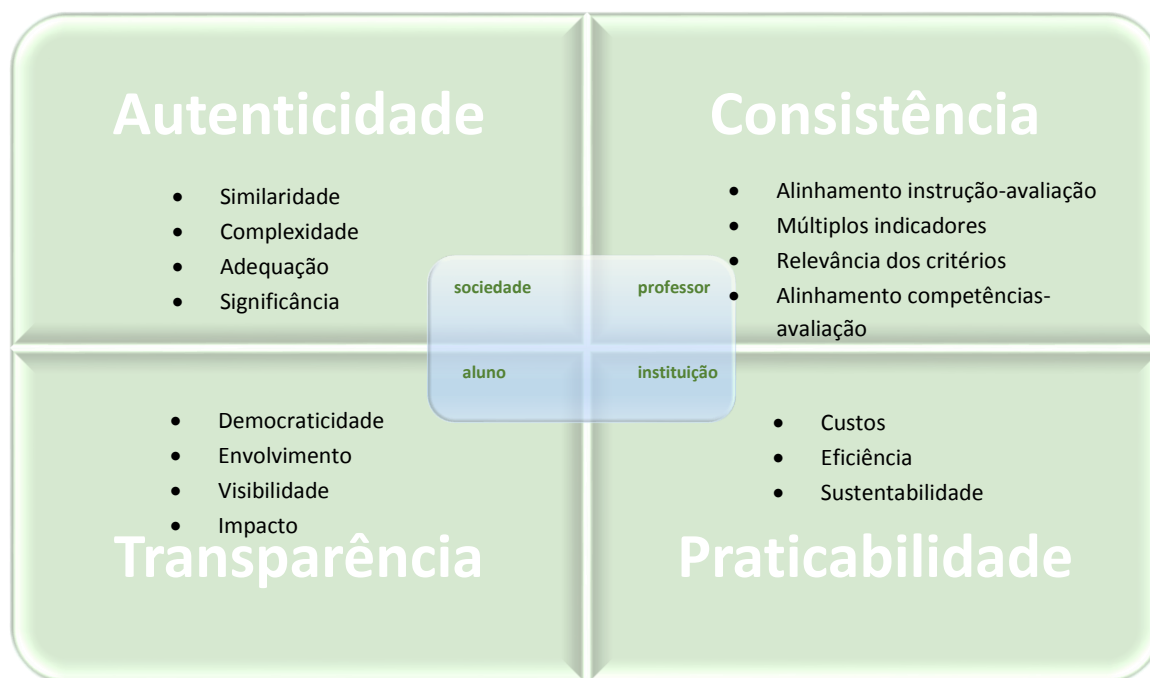 Autenticidade
• Similaridade
• Complexidade
• Adequação
• Significância
Consistência
• Alinhamento instrução-avaliação
• Múltiplos indicadores
• Relevância dos critérios
• Alinhamento competências-
avaliação
sociedade
professor
aluno
instituição
• Democraticidade
• Envolvimento
• Visibilidade
• Impacto
Transparência
• Custos
• Eficiência
• Sustentabilidade
Praticabilidade